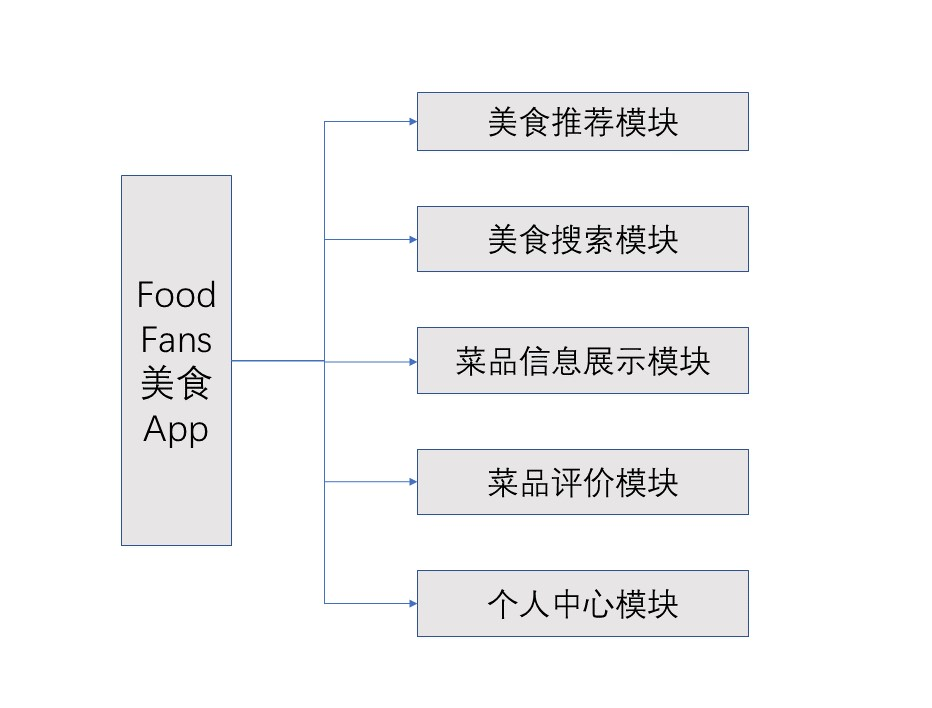 Food
Fans
美食
App
美食推荐模块
美食搜索模块
菜品信息展示模块
菜品评价模块
个人中心模块